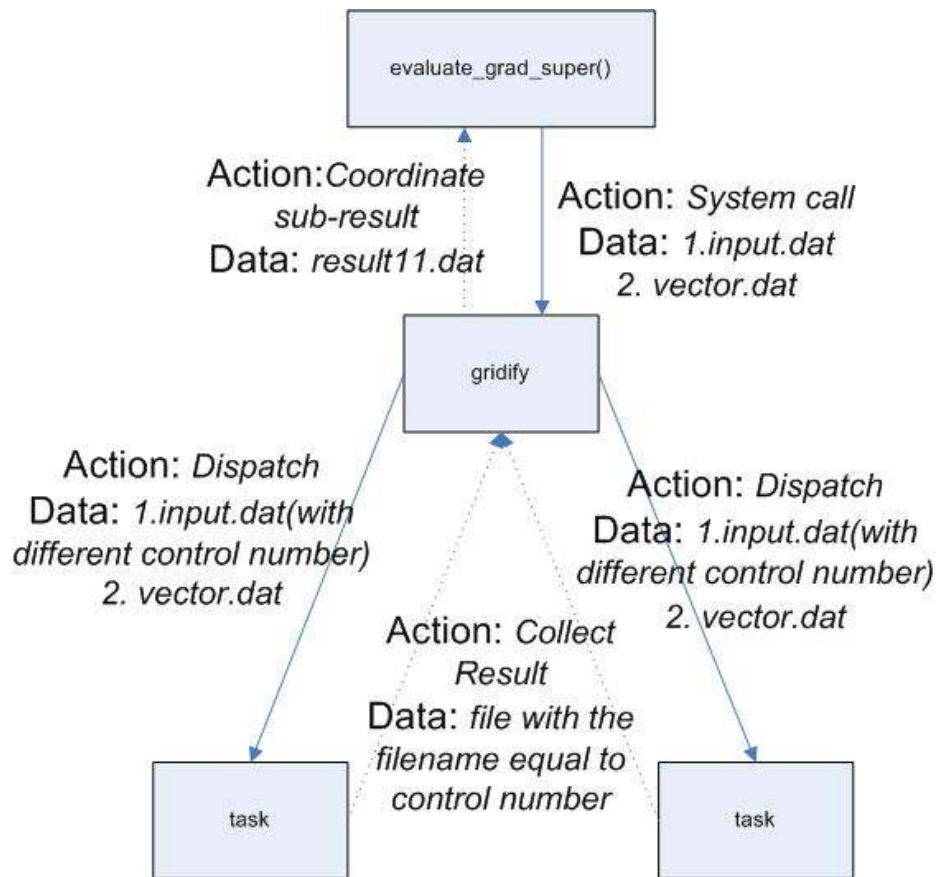 evaluate_grad_super()
Action:Coordinate
sub-result
Data: result11.dat
Action: System call
Data: 1.input.dat
2. vector.dat
gridify
Action: Dispatch
Data: 1.input.dat(with
different control number)
2. vector.dat
Action: Dispatch
Data: 1.input.dat(with
different control number)
2. vector.dat
Action: Collect
Result
Data: file with the
filename equal to
control number
task
task